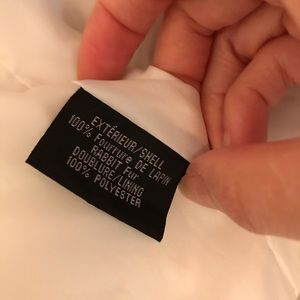 EXTÉRIEUR/SHELL
100% Fourrure DE LAPIN
RABBIT Fur
DOUBLURE/LINING
100% POLYESTER